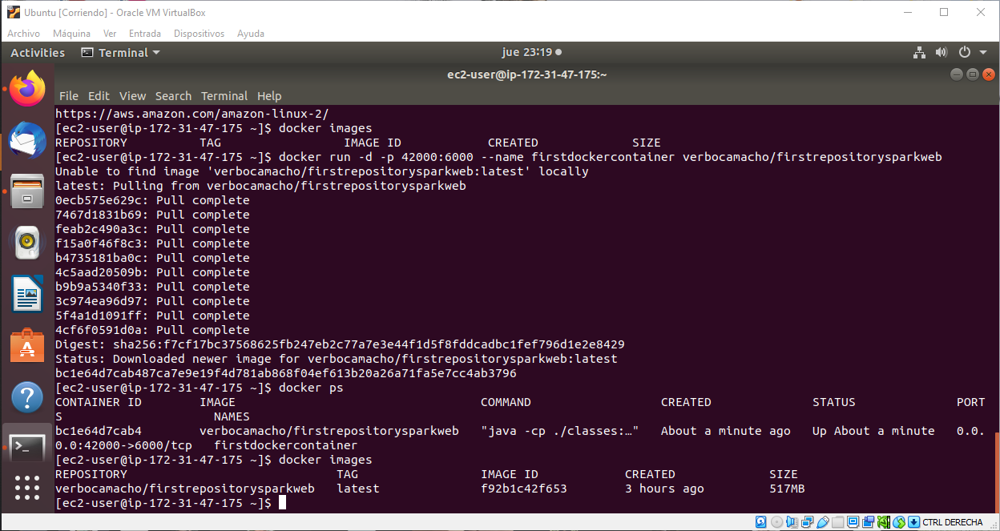 Ubuntu [Corriendo] - Oracle VM VirtualBox
Archivo Máquina Ver Entrada Dispositivos Ayuda
Activities Terminal jue 23:19
ec2-user@ip-172-31-47-175:~
File Edit View Search Terminal Help
https://aws.amazon.com/amazon-linux-2/
[ec2-user@ip-172-31-47-175 ~]$ docker images
REPOSITORY TAG IMAGE ID CREATED SIZE
[ec2-user@ip-172-31-47-175 ~]$ docker run -d -p 42000:6000 --name firstdockercontainer verbocamacho/firstrepositorysparkweb
Unable to find image 'verbocamacho/firstrepositorysparkweb:latest' locally
latest: Pulling from verbocamacho/firstrepositorysparkweb
0ecb575e629c: Pull complete
7467d1831b69: Pull complete
feab2c490a3c: Pull complete
f15a0f46f8c3: Pull complete
b4735181ba0c: Pull complete
4c5aad20509b: Pull complete
b9b9a5340f33: Pull complete
3c974ea96d97: Pull complete
5f4a1d1091ff: Pull complete
4cf6f0591d0a: Pull complete
Digest: sha256:f7cf17bc37568625fb247eb2c77a7e3e44f1d5f8fddcadbc1fef796d1e2e8429
Status: Downloaded newer image for verbocamacho/firstrepositorysparkweb:latest
bc1e64d7cab487ca7e9e19f4d781ab868f04ef613b20a26a71fa5e7cc4ab3796
[ec2-user@ip-172-31-47-175 ~]$ docker ps
CONTAINER ID IMAGE COMMAND CREATED STATUS PORT
S NAMES
bc1e64d7cab4 verbocamacho/firstrepositorysparkweb "java -cp ./classes:…" About a minute ago Up About a minute 0.0.
0.0:42000->6000/tcp firstdockercontainer
[ec2-user@ip-172-31-47-175 ~]$ docker images
REPOSITORY TAG IMAGE ID CREATED SIZE
verbocamacho/firstrepositorysparkweb latest f92b1c42f653 3 hours ago 517MB
[ec2-user@ip-172-31-47-175 ~]$
CTRL DERECHA